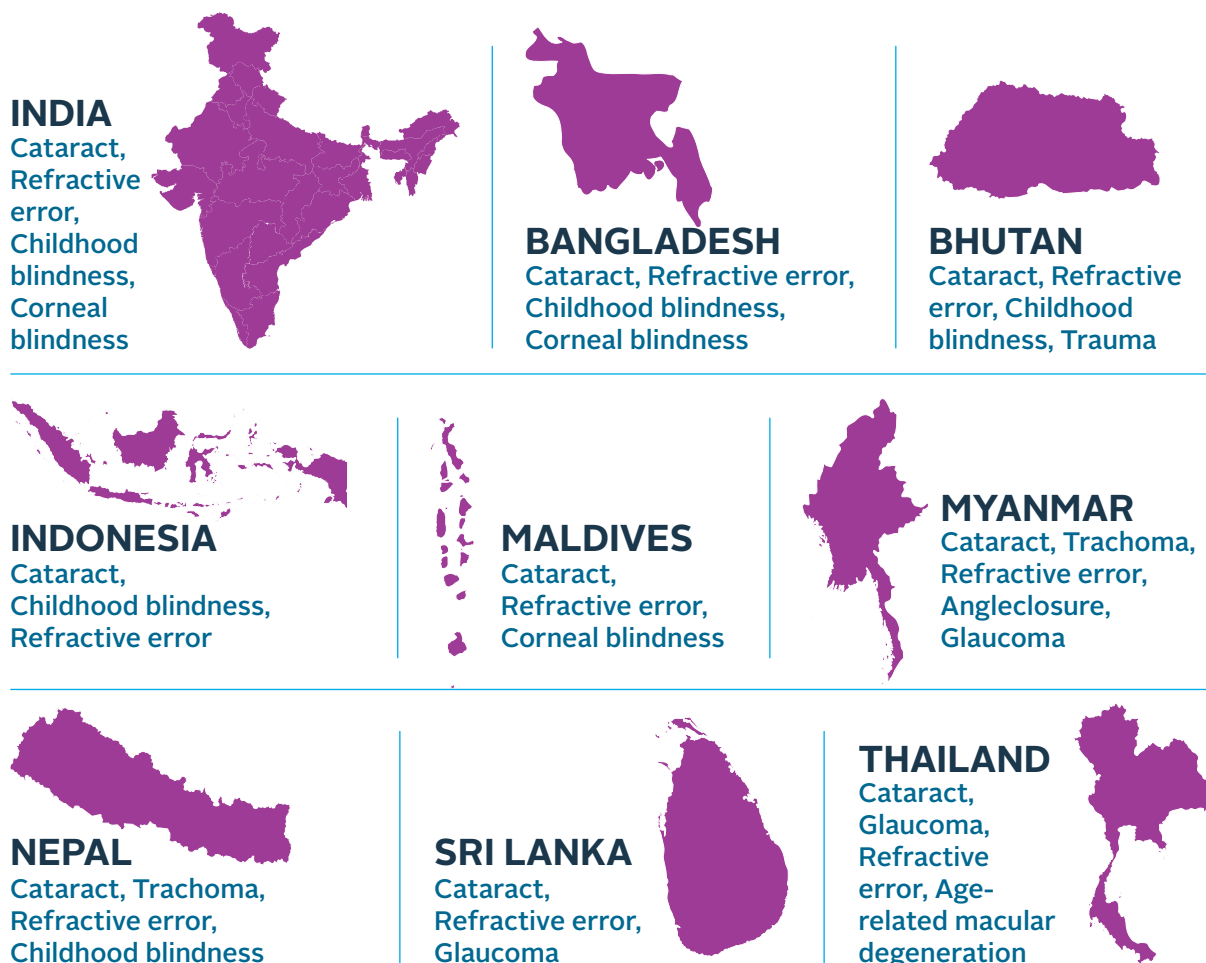 INDIA
Cataract,
Refractive
error,
Childhood
blindness,
Corneal
blindness
BANGLADESH
Cataract, Refractive error,
Childhood blindness,
Corneal blindness
BHUTAN
Cataract, Refractive
error, Childhood
blindness, Trauma
INDONESIA
Cataract,
Childhood blindness,
Refractive error
MALDIVES
Cataract,
Refractive error,
Corneal blindness
MYANMAR
Cataract, Trachoma,
Refractive error,
Angleclosure,
Glaucoma
NEPAL
Cataract, Trachoma,
Refractive error,
Childhood blindness
SRI LANKA
Cataract,
Refractive error,
Glaucoma
THAILAND
Cataract,
Glaucoma,
Refractive
error, Age-
related macular
degeneration